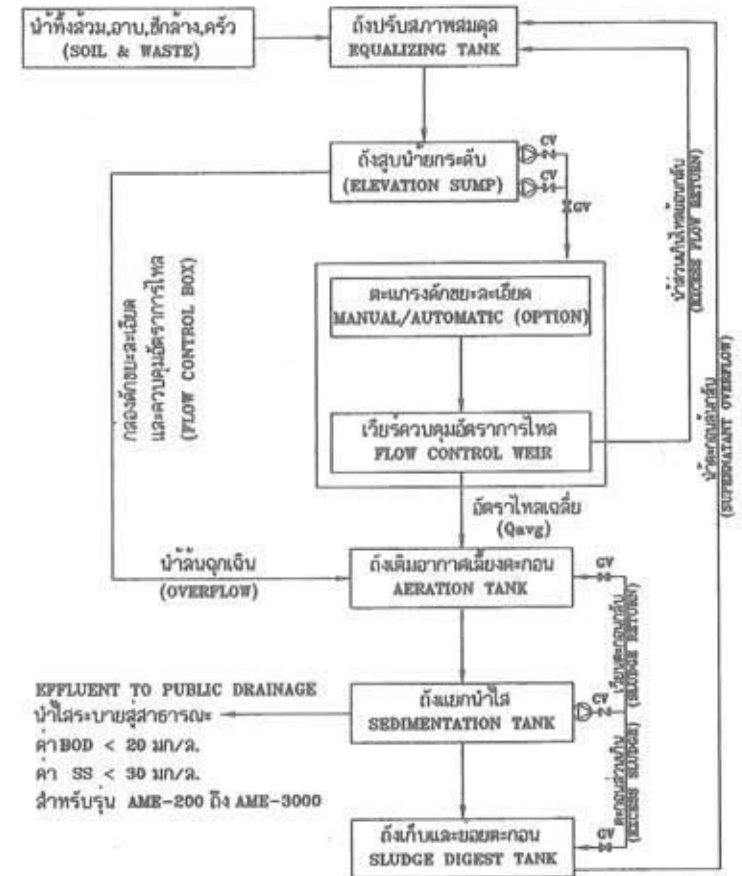 น้ำทิ้งส้วม,อาบ,ซักล้าง,ครัว
(SOIL & WASTE)
ถังปรับสภาพสมดุล
EQUALIZING TANK
ถังสูบน้ำยกระดับ
(ELEVATION SUMP)
CV
CV
GV
น้ำส่วนเกินไหลย้อนกลับ
(EXCESS FLOW RETURN)
น้ำตะกอนล้นกลับ
(SUPERNATANT OVERFLOW)
กล่องดักขยะละเอียด
และควบคุมอัตราการไหล
(FLOW CONTROL BOX)
ตะแกรงดักขยะละเอียด
MANUAL/AUTOMATIC (OPTION)
เวียร์ควบคุมอัตราการไหล
FLOW CONTROL WEIR
อัตราไหลเฉลี่ย
(Qavg)
น้ำล้นฉุกเฉิน
(OVERFLOW)
ถังเติมอากาศเลี้ยงตะกอน
AERATION TANK
GV
เวียนตะกอนกลับ
(SLUDGE RETURN)
EFFLUENT TO PUBLIC DRAINAGE
น้ำใสระบายสู่สาธารณะ
ค่า BOD < 20 มก/ล.
ค่า SS < 30 มก/ล.
สำหรับรุ่น AME-200 ถึง AME-3000
ถังแยกน้ำใส
SEDIMENTATION TANK
CV
ตะกอนส่วนเกิน
(EXCESS SLUDGE)
GV
ถังเก็บและย่อยตะกอน
SLUDGE DIGEST TANK